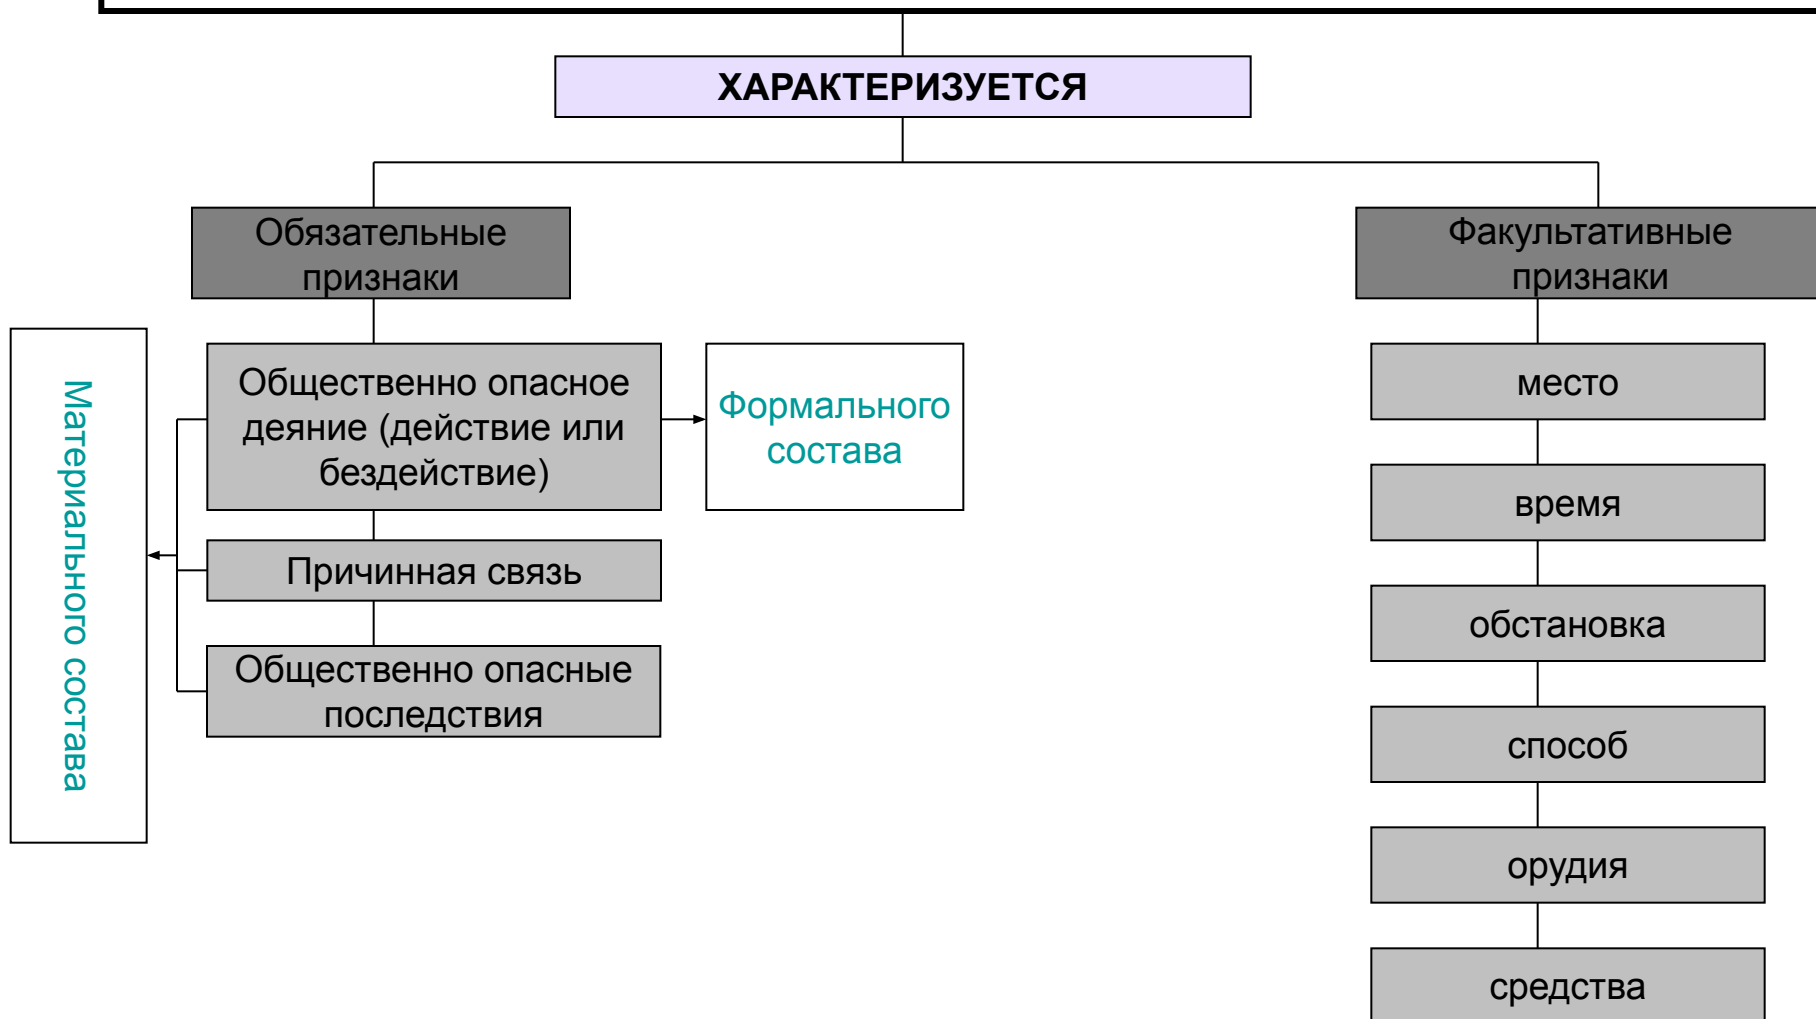 ХАРАКТЕРИЗУЕТСЯ
Обязательные
признаки
Факультативные
признаки
Материального состава
Общественно опасное
деяние (действие или
бездействие)
Формального
состава
Причинная связь
Общественно опасные
последствия
место
время
обстановка
способ
орудия
средства